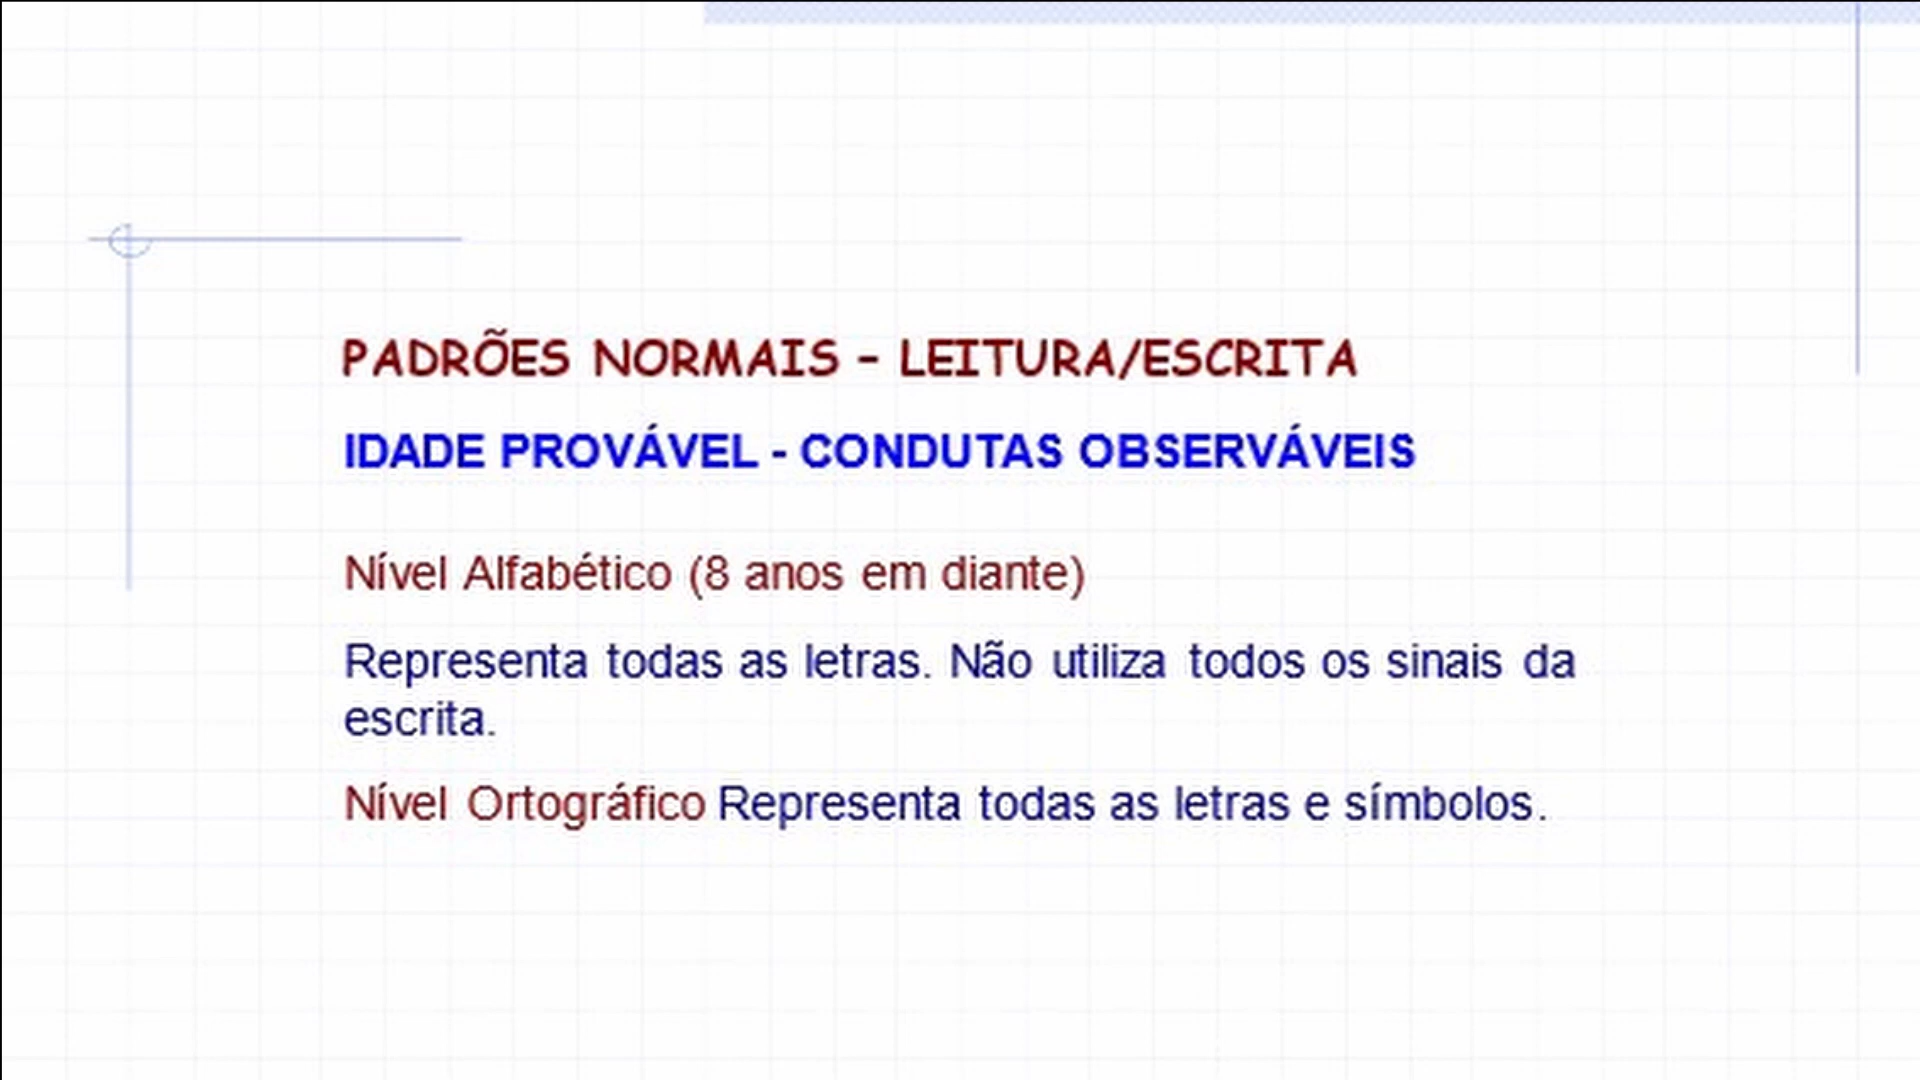 PADRÕES NORMAIS – LEITURA/ESCRITA
IDADE PROVÁVEL - CONDUTAS OBSERVÁVEIS
Nível Alfabético (8 anos em diante)
Representa todas as letras. Não utiliza todos os sinais da
escrita.
Nível Ortográfico Representa todas as letras e símbolos.